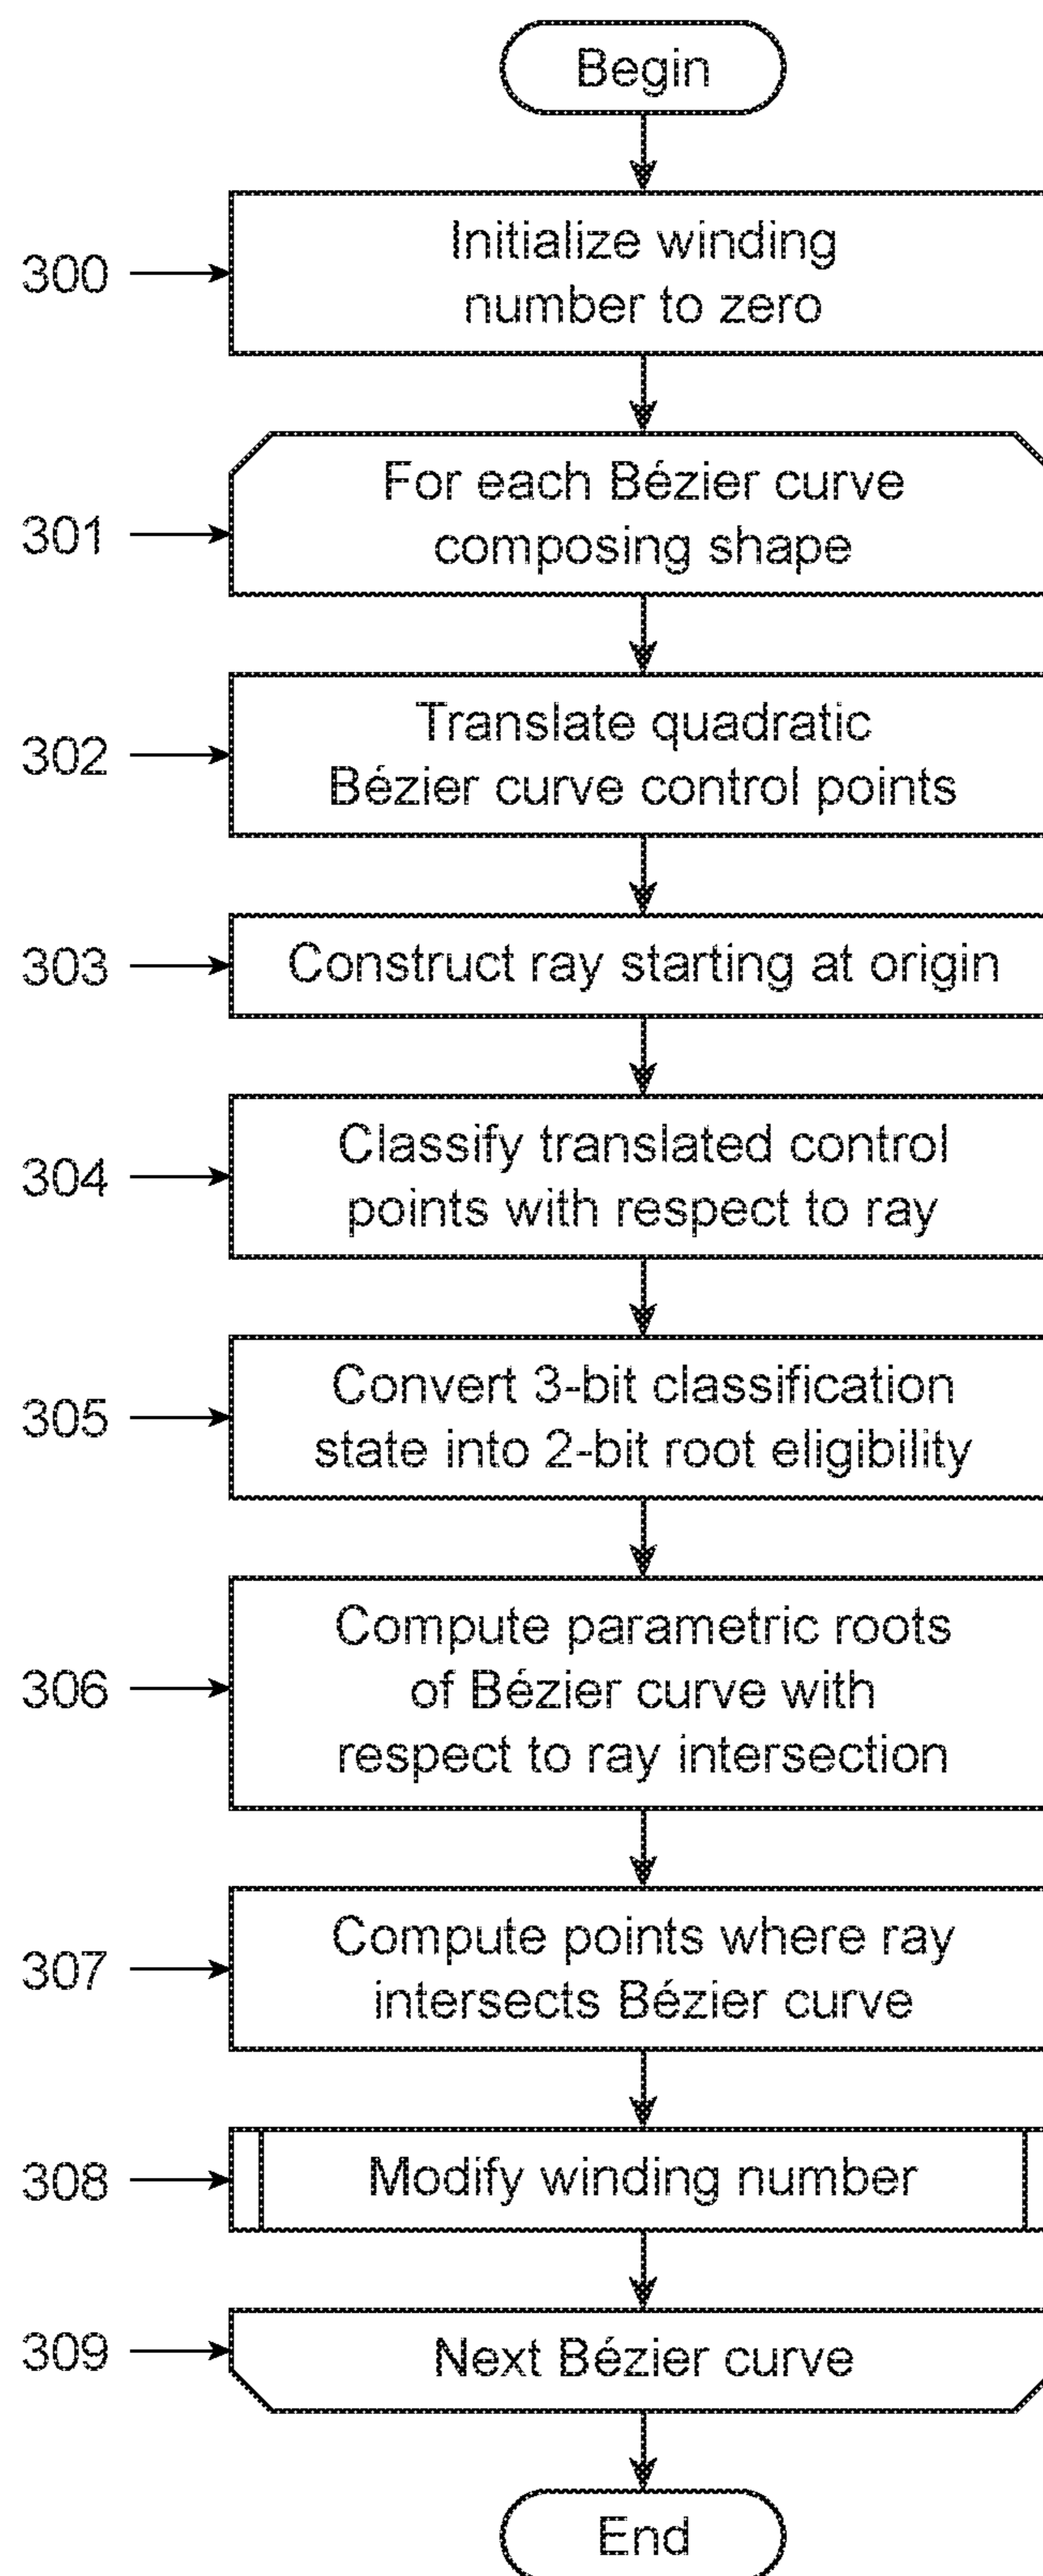 Begin
300
Initialize winding
number to zero
301
For each Bézier curve
composing shape
302
Translate quadratic
Bézier curve control points
303
Construct ray starting at origin
304
Classify translated control
points with respect to ray
305
Convert 3-bit classification
state into 2-bit root eligibility
306
Compute parametric roots
of Bézier curve with
respect to ray intersection
307
Compute points where ray
intersects Bézier curve
308
Modify winding number
309
Next Bézier curve
End